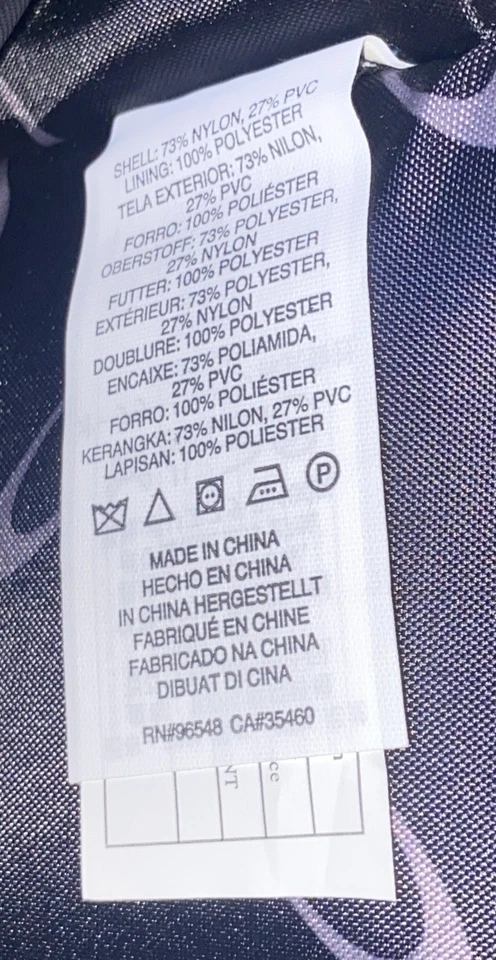 SHELL: 73% NYLON, 27% PVC
LINING: 100% POLYESTER
TELA EXTERIOR: 73% NILON,
27% PVC
FORRO: 100% POLIÉSTER
OBERSTOFF: 73% POLYESTER,
27% NYLON
FUTTER: 100% POLYESTER
EXTÉRIEUR: 73% POLYESTER,
27% NYLON
DOUBLURE: 100% POLYESTER
ENCAIXE: 73% POLIAMIDA,
27% PVC
FORRO: 100% POLIÉSTER
KERANGKA: 73% NILON, 27% PVC
LAPISAN: 100% POLIESTER
P
MADE IN CHINA
HECHO EN CHINA
IN CHINA HERGESTELLT
FABRIQUÉ EN CHINE
FABRICADO NA CHINA
DIBUAT DI CINA
RN#96548 CA#35460